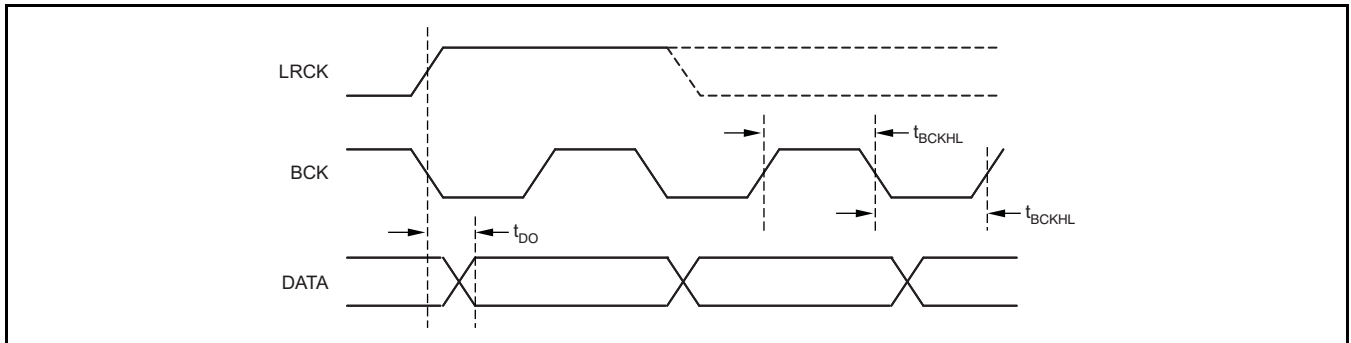 LRCK
t_BCKHL
BCK
t_BCKHL
t_DO
DATA